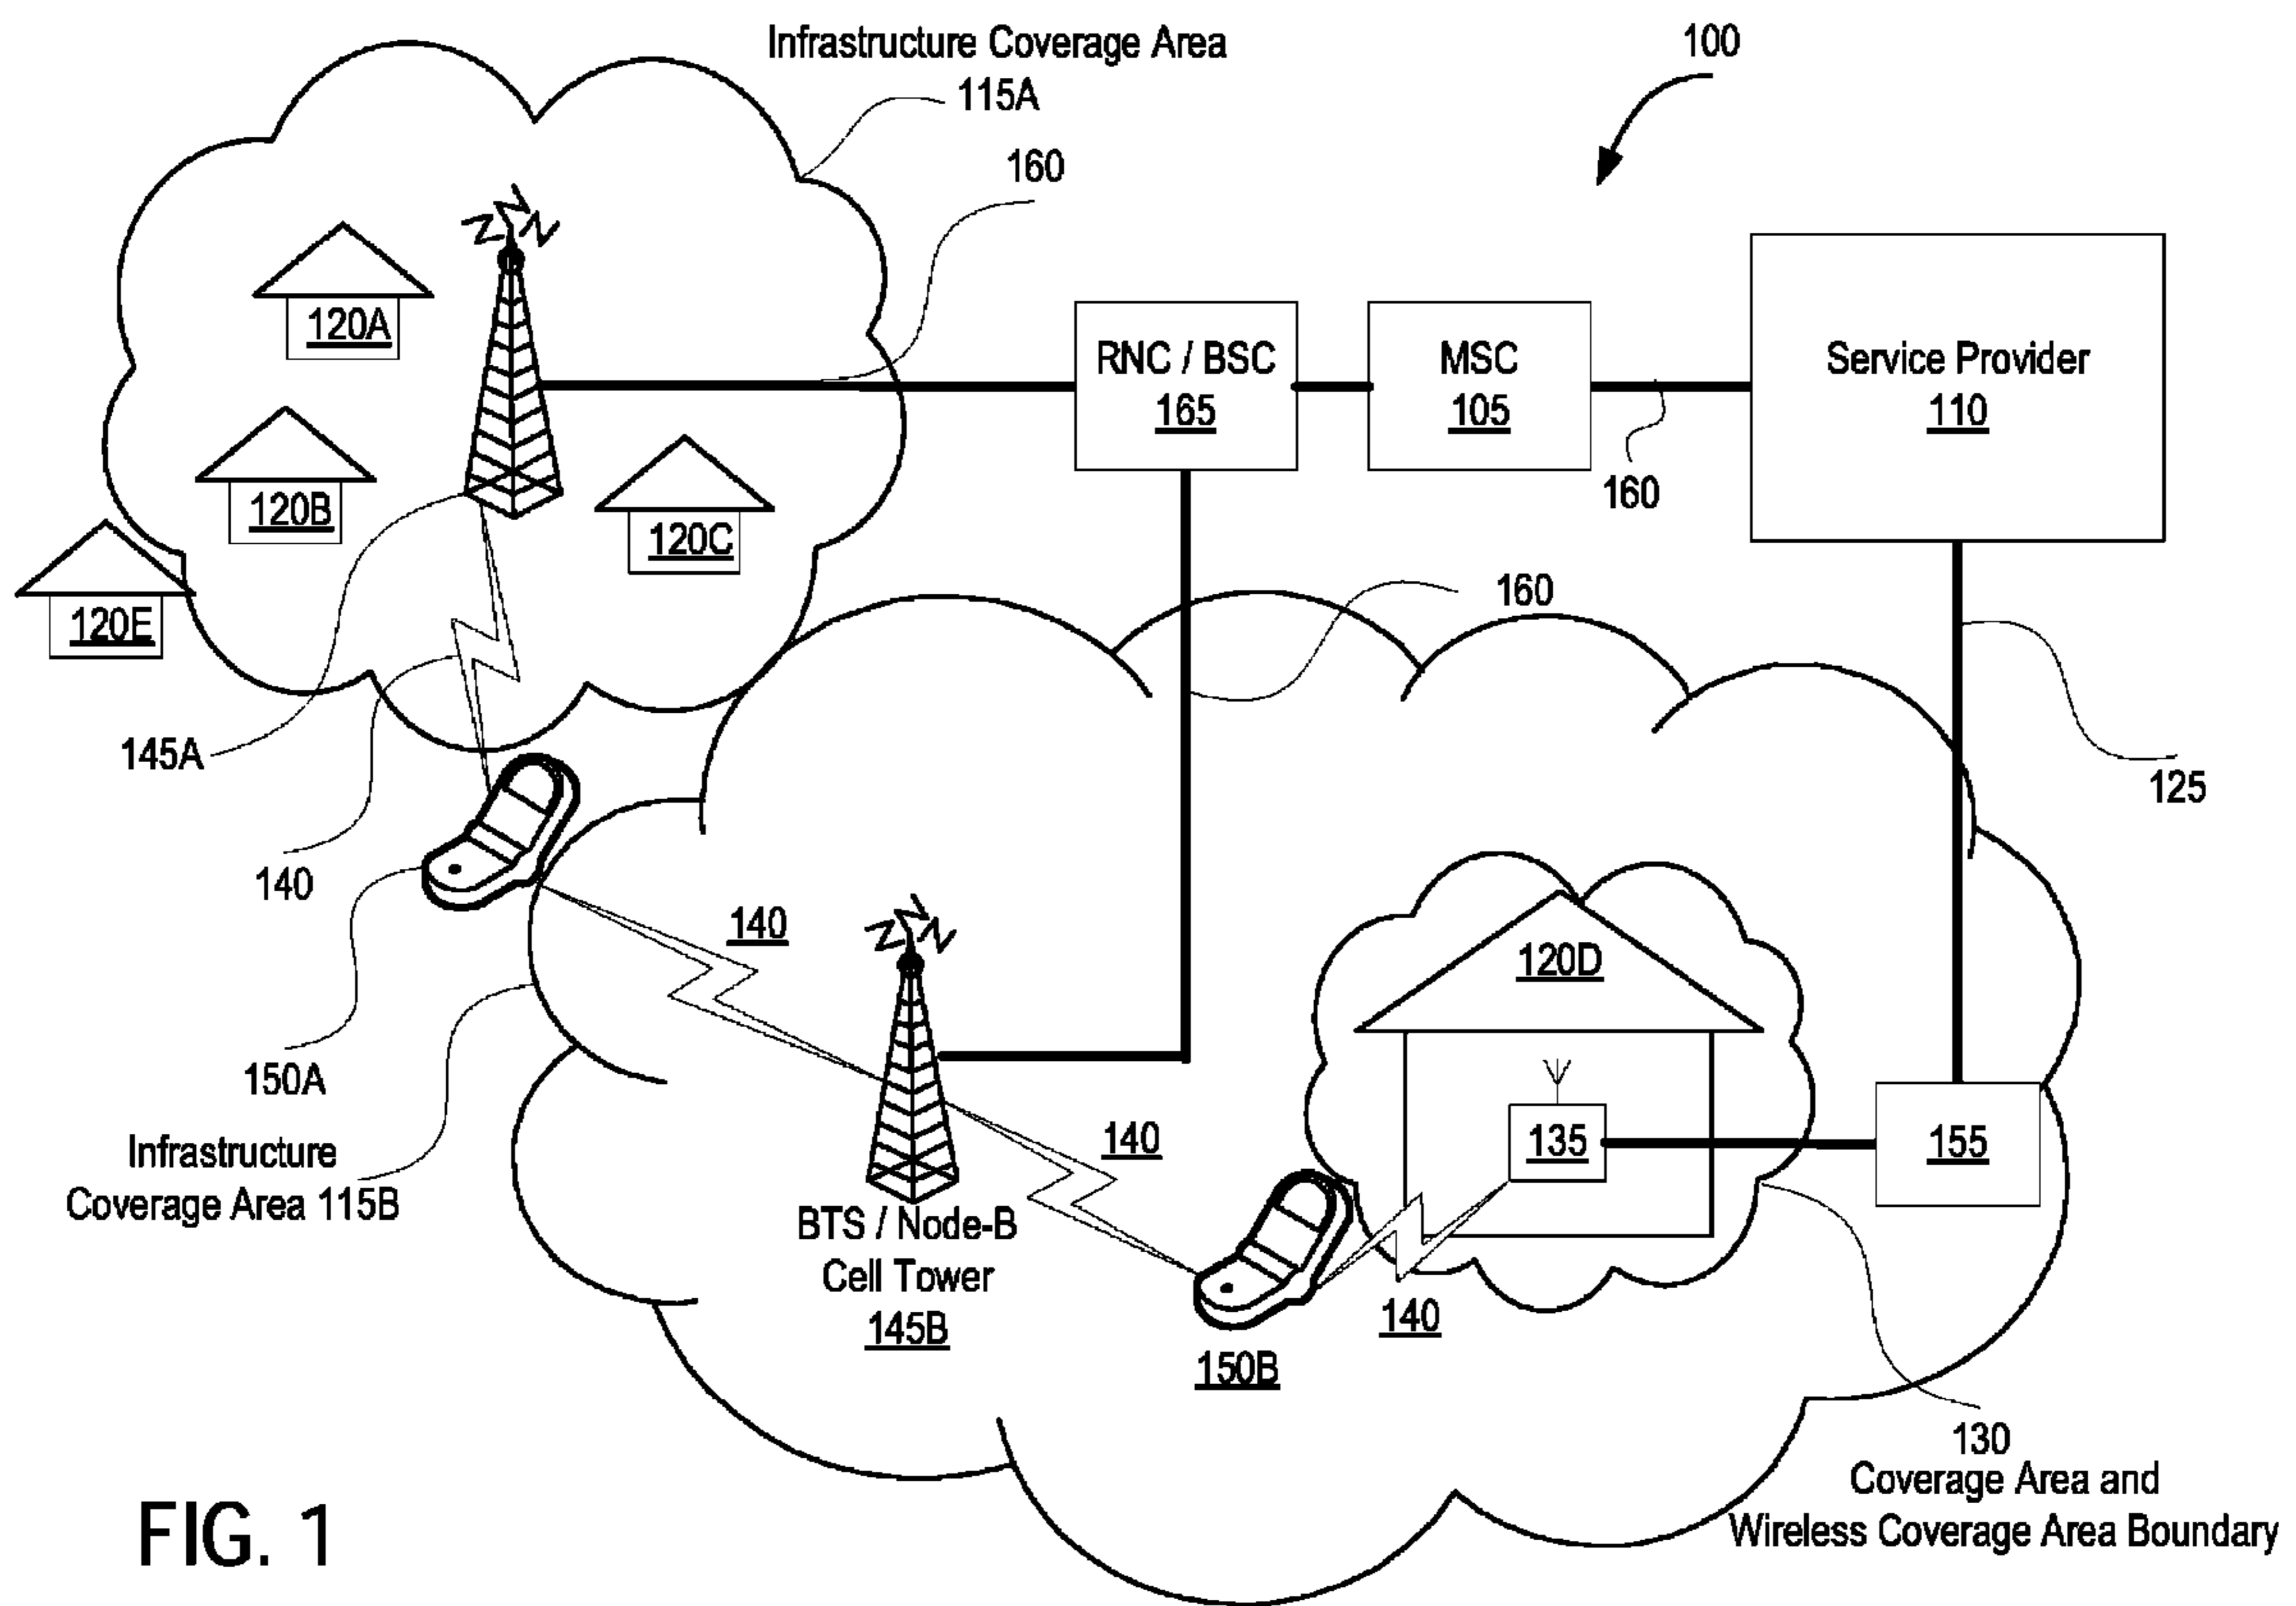 Infrastructure Coverage Area
115A
100
160
120A
RNC / BSC
165
MSC
105
Service Provider
110
160
120B
120C
120E
160
145A
125
140
140
120D
150A
135
155
140
Infrastructure
Coverage Area 115B
BTS / Node-B
Cell Tower
145B
140
150B
130
Coverage Area and
Wireless Coverage Area Boundary
FIG. 1